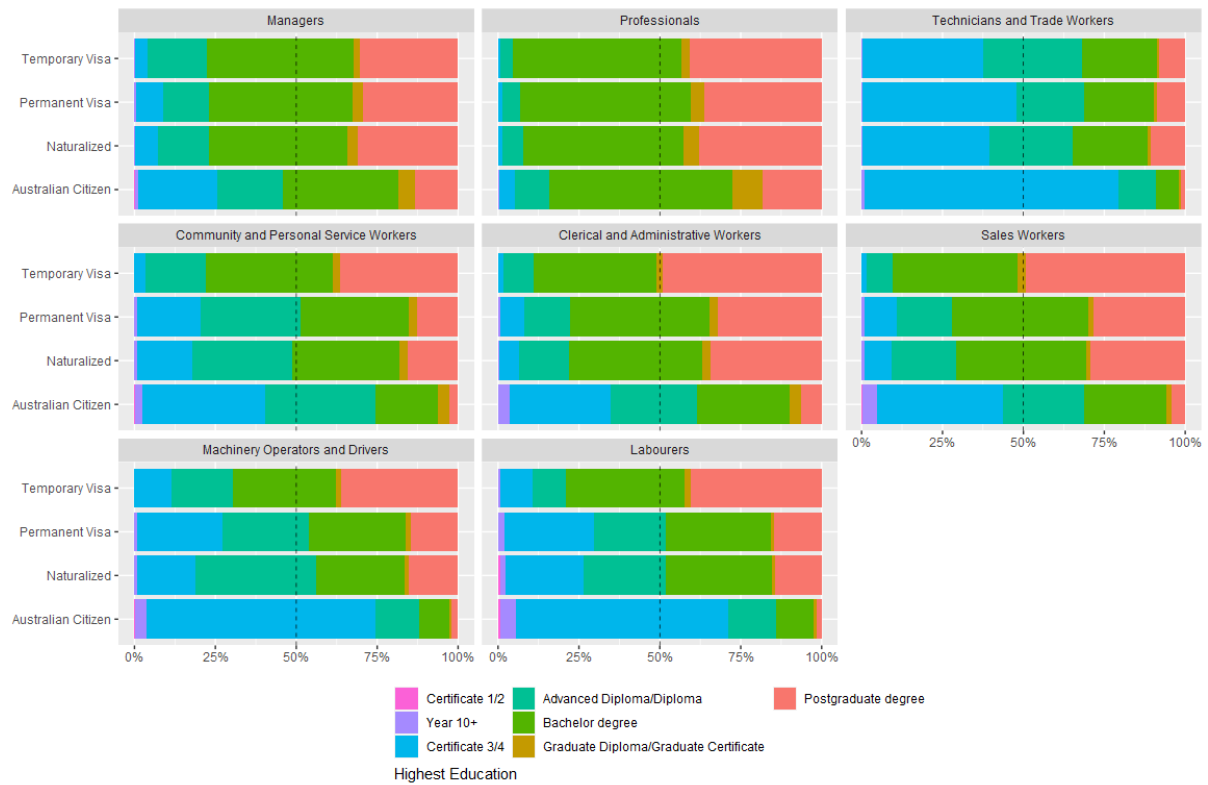 Managers
Professionals
Technicians and Trade Workers
Temporary Visa
Permanent Visa
Naturalized
Australian Citizen
Community and Personal Service Workers
Clerical and Administrative Workers
Sales Workers
Temporary Visa
Permanent Visa
Naturalized
Australian Citizen
0% 25% 50% 75% 100%
Machinery Operators and Drivers
Labourers
Temporary Visa
Permanent Visa
Naturalized
Australian Citizen
0% 25% 50% 75% 100%
0% 25% 50% 75% 100%
Certificate 1/2
Advanced Diploma/Diploma
Postgraduate degree
Year 10+
Bachelor degree
Certificate 3/4
Graduate Diploma/Graduate Certificate
Highest Education